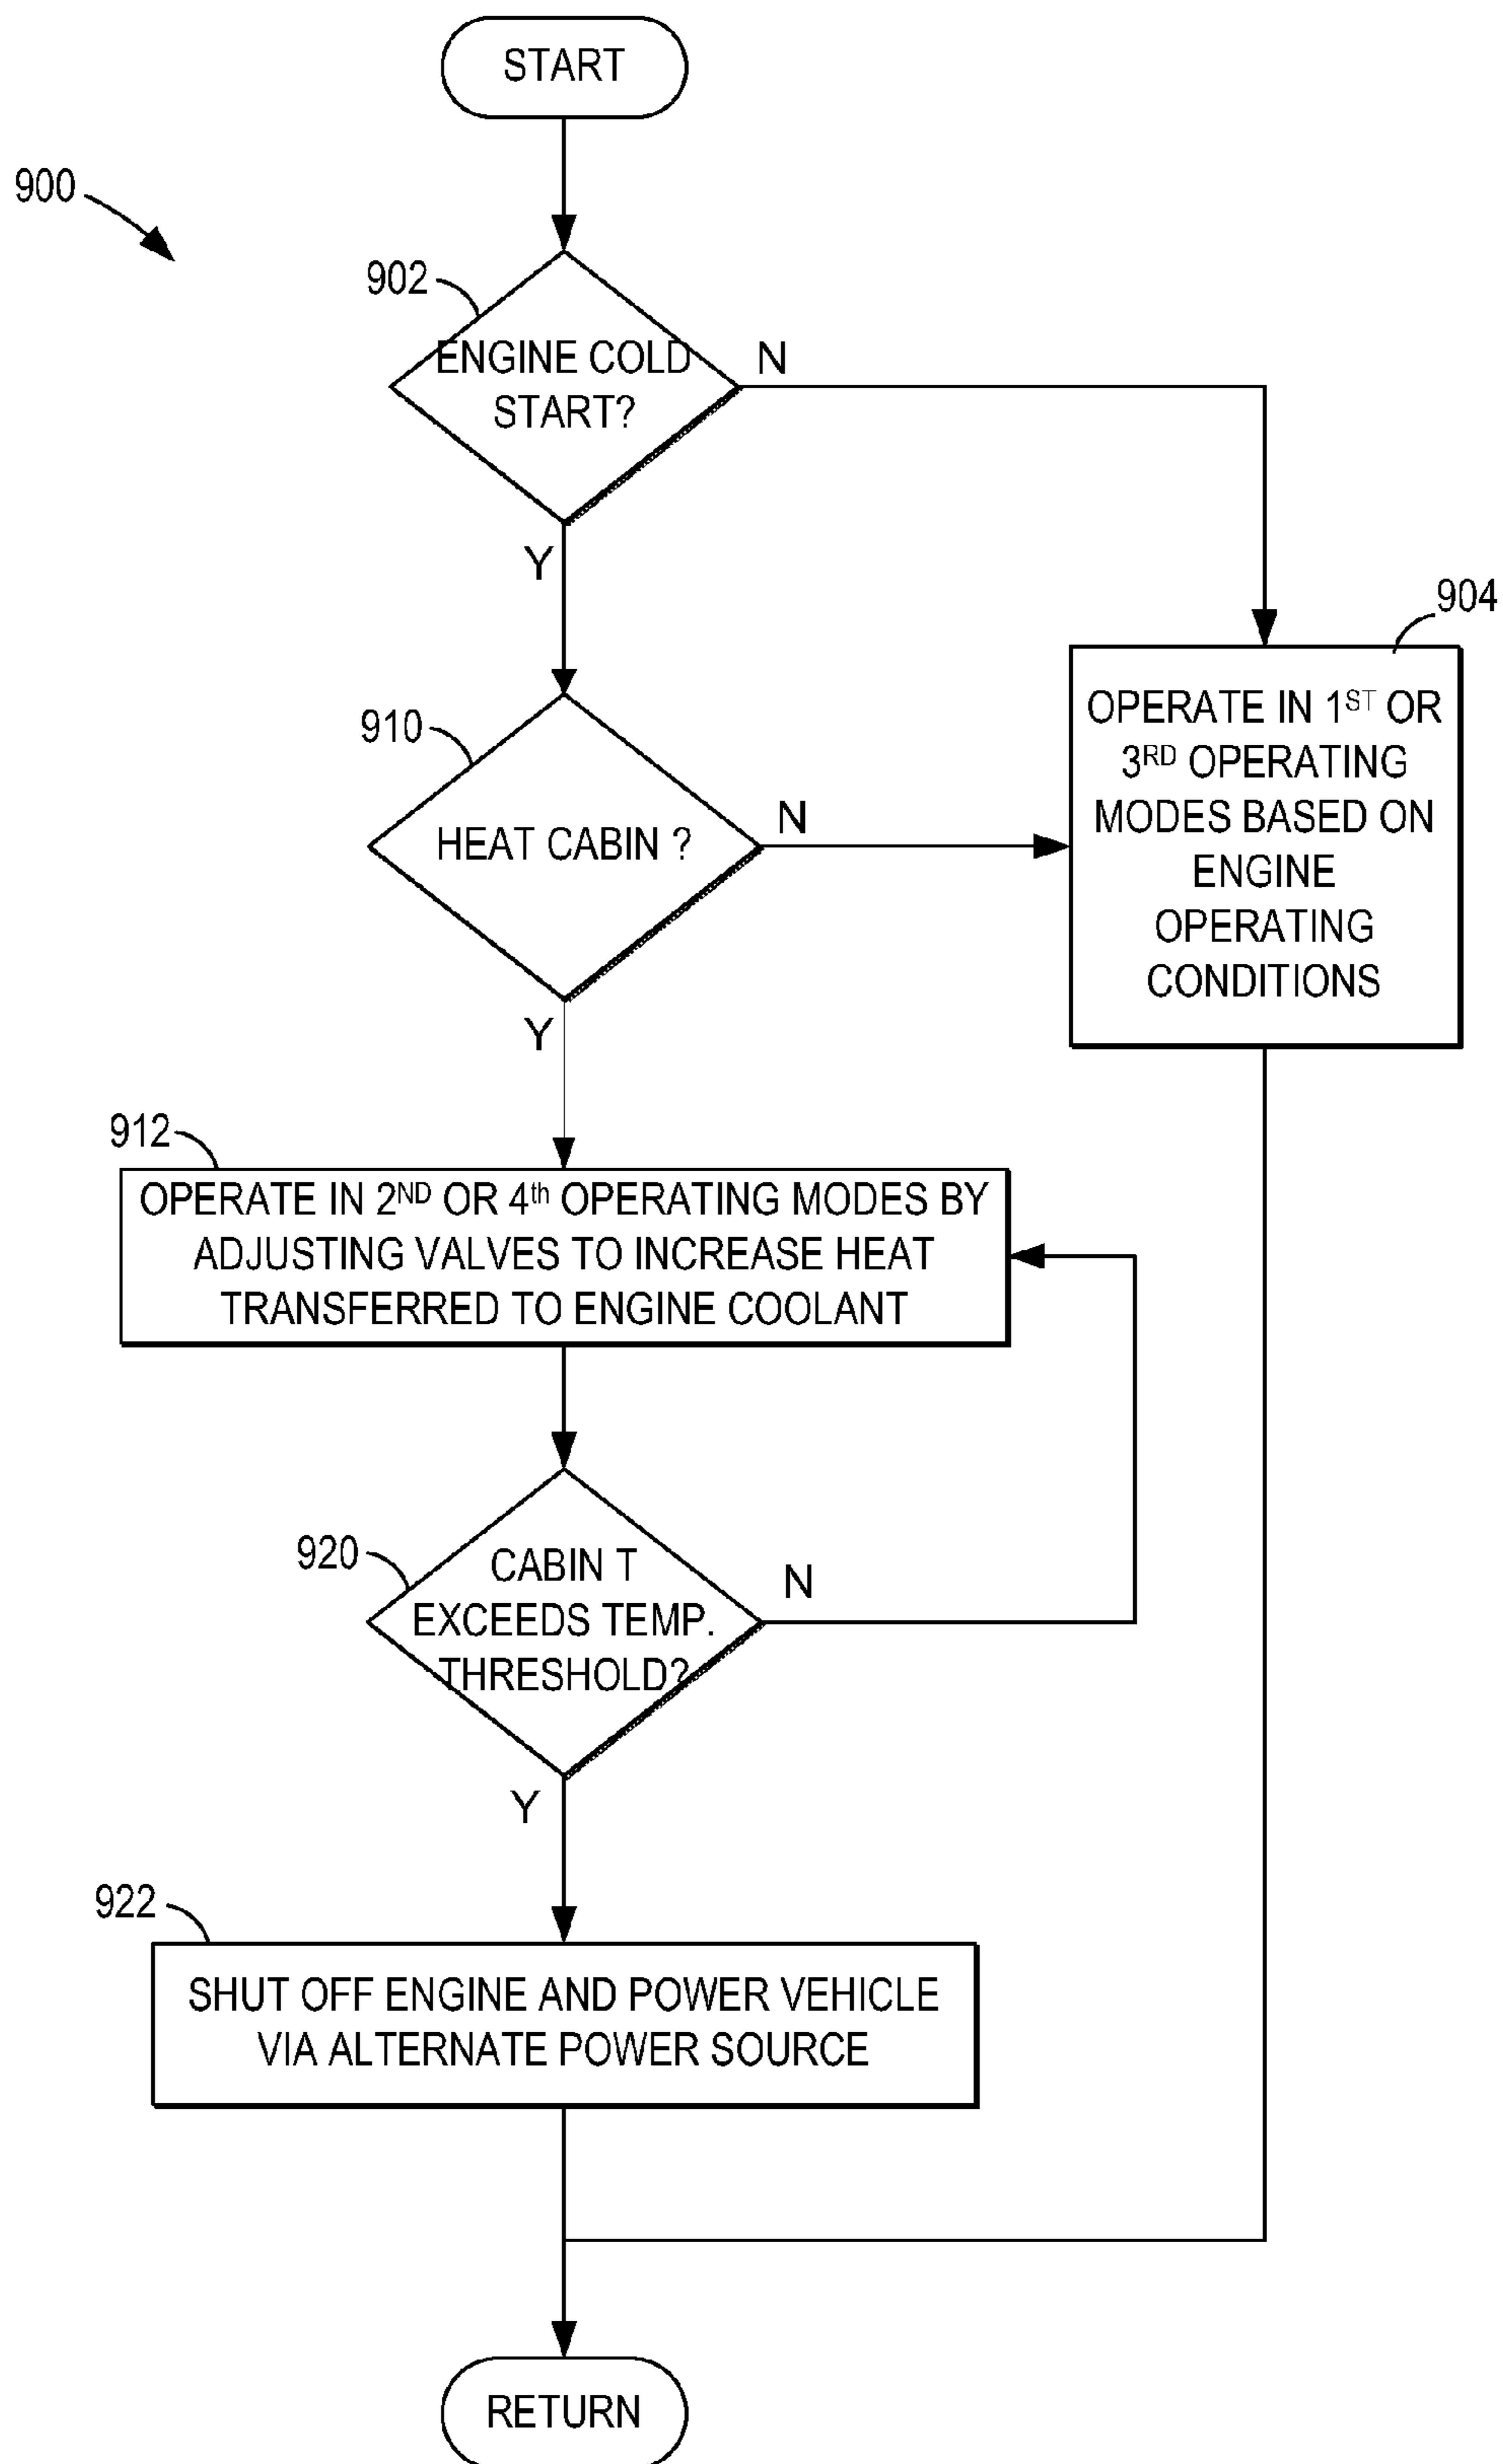 START
900
902
ENGINE COLD
START?
N
Y
904
OPERATE IN 1ST OR
3RD OPERATING
MODES BASED ON
ENGINE
OPERATING
CONDITIONS
910
HEAT CABIN ?
N
Y
912
OPERATE IN 2ND OR 4th OPERATING MODES BY
ADJUSTING VALVES TO INCREASE HEAT
TRANSFERRED TO ENGINE COOLANT
920
CABIN T
EXCEEDS TEMP.
THRESHOLD?
N
Y
922
SHUT OFF ENGINE AND POWER VEHICLE
VIA ALTERNATE POWER SOURCE
RETURN